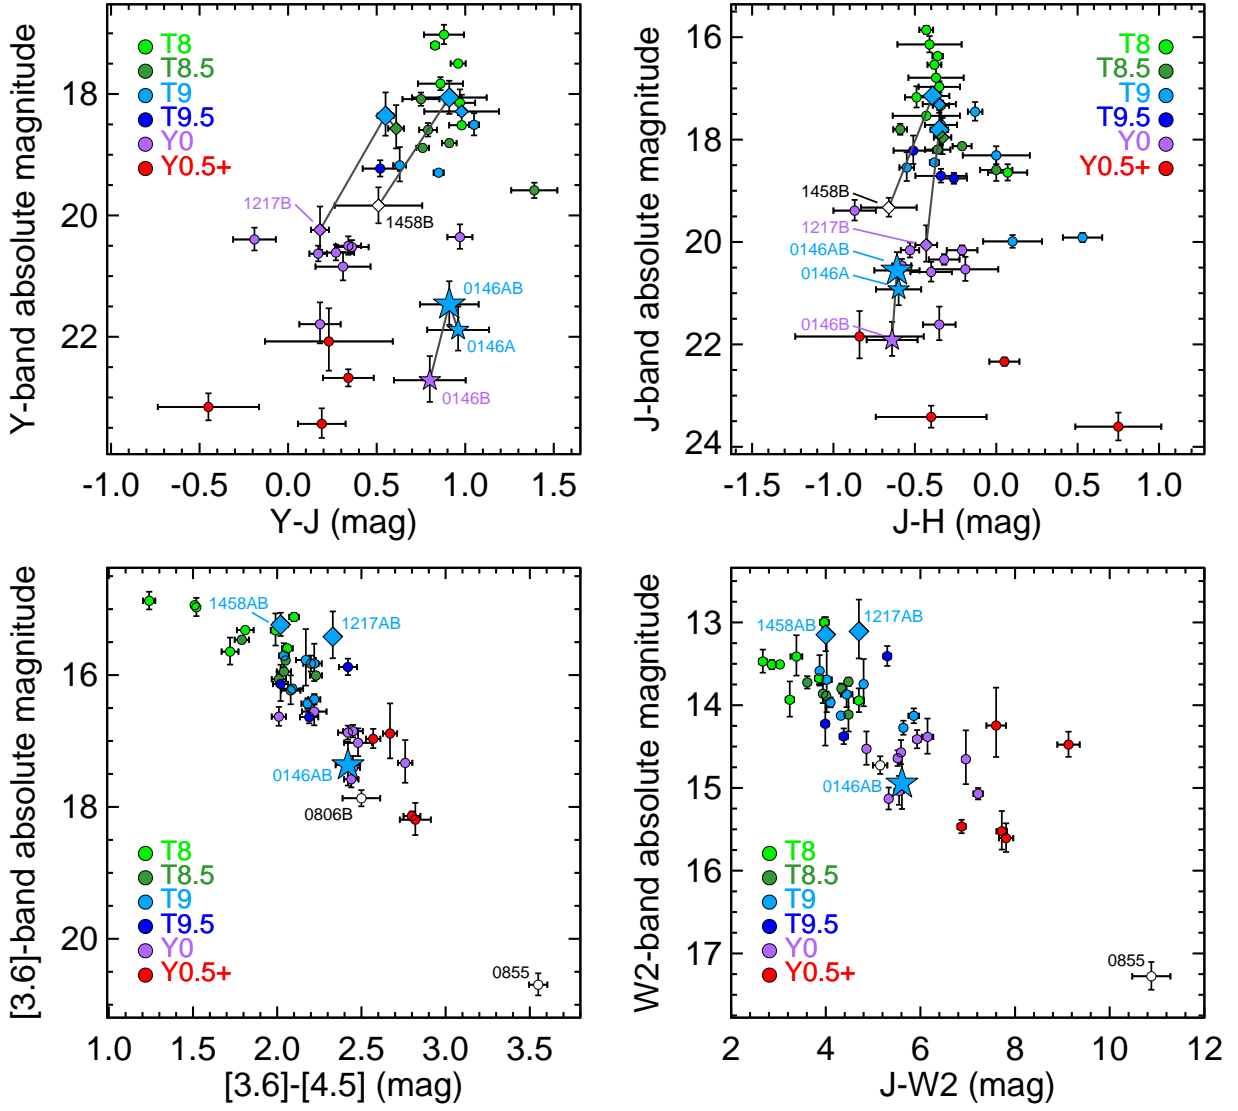 Y-band absolute magnitude
18
20
22
T8
T8.5
T9
T9.5
Y0
Y0.5+
1217B
1458B
0146AB
0146A
0146B
-1.0 -0.5 0.0 0.5 1.0 1.5
Y-J (mag)
J-band absolute magnitude
16
18
20
22
24
T8
T8.5
T9
T9.5
Y0
Y0.5+
1458B
1217B
0146AB
0146A
0146B
-1.5 -1.0 -0.5 0.0 0.5 1.0
J-H (mag)
[3.6]-band absolute magnitude
16
18
20
1458AB
1217AB
0146AB
0806B
T8
T8.5
T9
T9.5
Y0
Y0.5+
0855
1.0 1.5 2.0 2.5 3.0 3.5
[3.6]-[4.5] (mag)
W2-band absolute magnitude
13
14
15
16
17
1458AB
1217AB
0146AB
T8
T8.5
T9
T9.5
Y0
Y0.5+
0855
2 4 6 8 10 12
J-W2 (mag)